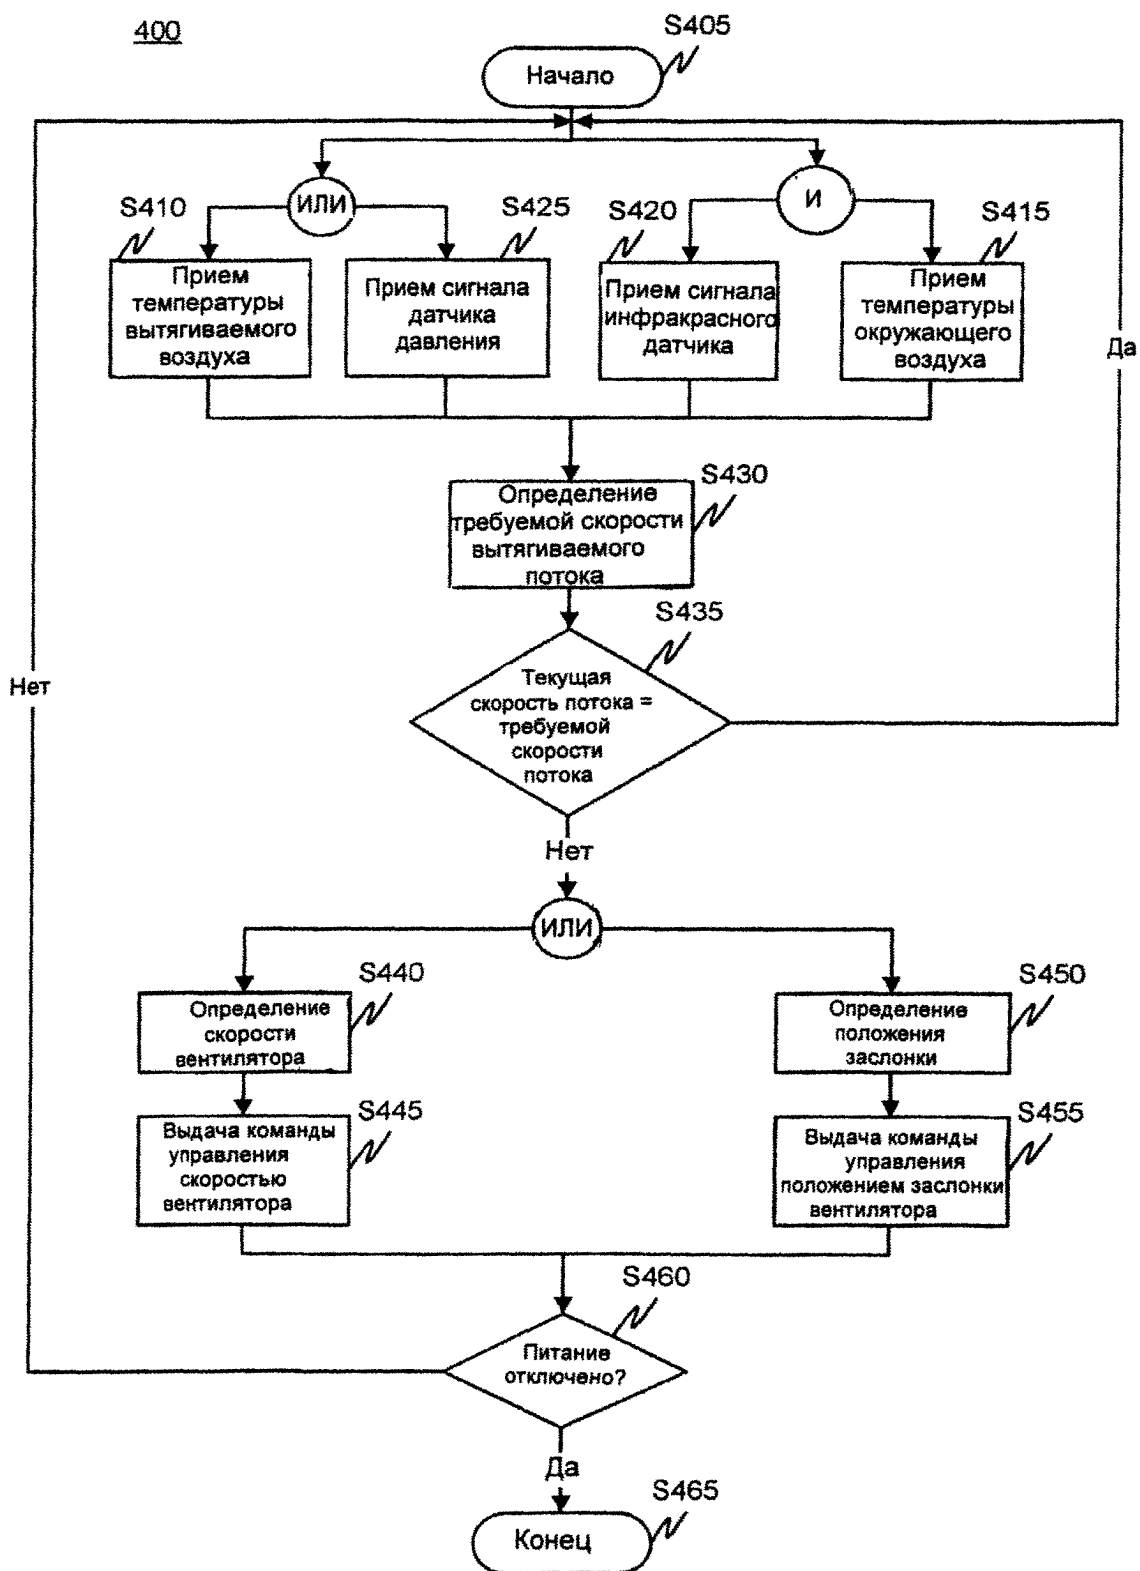 400
S405
Начало
ИЛИ
И
S410
S425
S420
S415
Прием
температуры
вытягиваемого
воздуха
Прием сигнала
датчика
давления
Прием сигнала
инфракрасного
датчика
Прием
температуры
окружающего
воздуха
Да
S430
Определение
требуемой скорости
вытягиваемого
потока
S435
Текущая
скорость потока =
требуемой
скорости
потока
Нет
Нет
ИЛИ
S440
S450
Определение
скорости
вентилятора
Определение
положения
заслонки
S445
S455
Выдача команды
управления
скоростью
вентилятора
Выдача команды
управления
положением заслонки
вентилятора
S460
Питание
отключено?
Да
S465
Конец